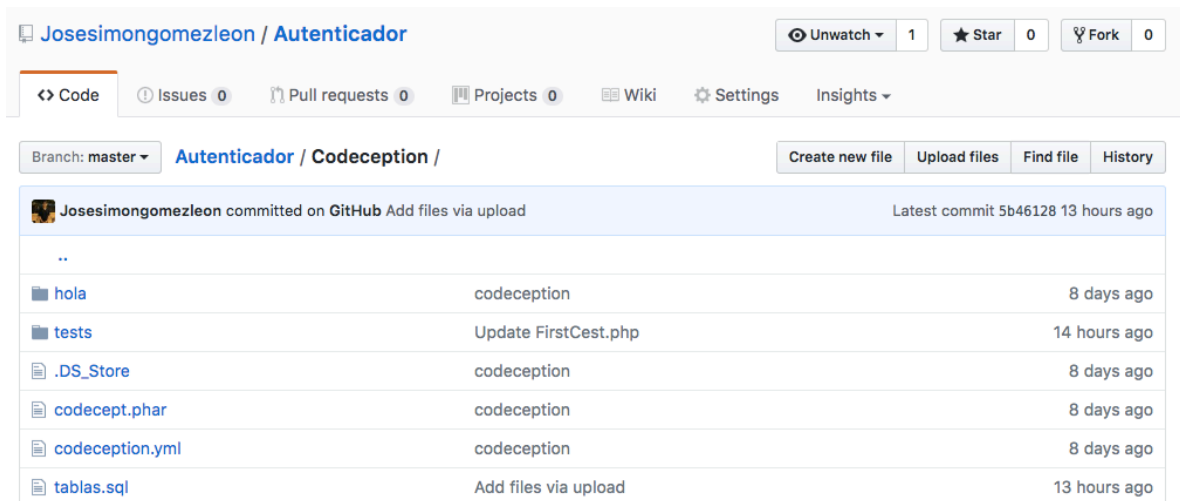 Josesimongomezleon / Autenticador Unwatch 1 Star 0 Fork 0
Code Issues 0 Pull requests 0 Projects 0 Wiki Settings Insights
Branch: master Autenticador / Codeception / Create new file Upload files Find file History
Josesimongomezleon committed on GitHub Add files via upload Latest commit 5b46128 13 hours ago
..
hola codeception 8 days ago
tests Update FirstCest.php 14 hours ago
.DS_Store codeception 8 days ago
codecept.phar codeception 8 days ago
codeception.yml codeception 8 days ago
tablas.sql Add files via upload 13 hours ago